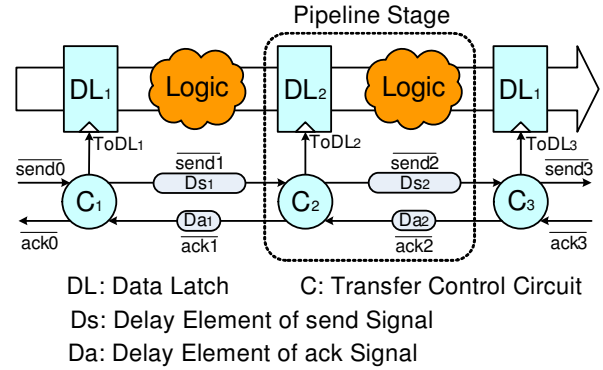 Pipeline Stage
DL1 Logic DL2 Logic DL1
ToDL1 ToDL2 ToDL3
send0 send1 send2 send3
C1 Ds1 C2 Ds2 C3
Da1 Da2
ack0 ack1 ack2 ack3
DL: Data Latch C: Transfer Control Circuit
Ds: Delay Element of send Signal
Da: Delay Element of ack Signal